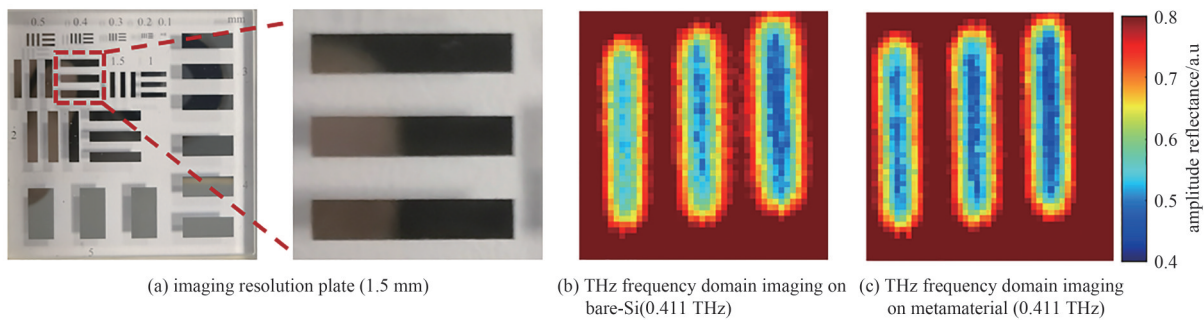 mm
0.5 0.4 0.3 0.2 0.1
1.5 1
3
2
4
5
0.8
0.7
0.6
0.5
0.4
amplitude reflectance/a.u
(a) imaging resolution plate (1.5 mm)
(b) THz frequency domain imaging on
bare-Si(0.411 THz)
(c) THz frequency domain imaging
on metamaterial (0.411 THz)